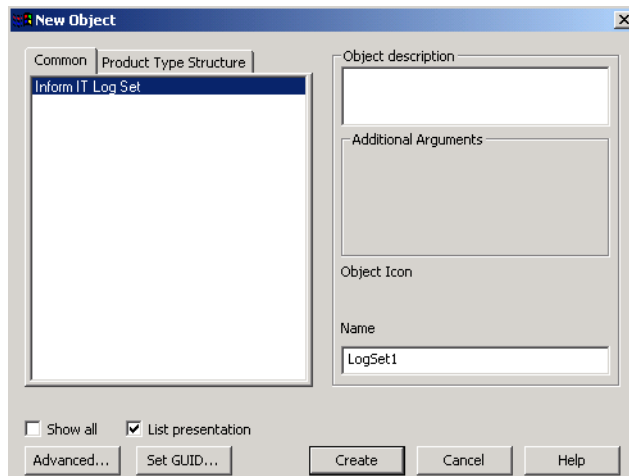 New Object
Common
Product Type Structure
Inform IT Log Set
Object description
Additional Arguments
Object Icon
Name
LogSet1
Show all
List presentation
Advanced...
Set GUID...
Create
Cancel
Help